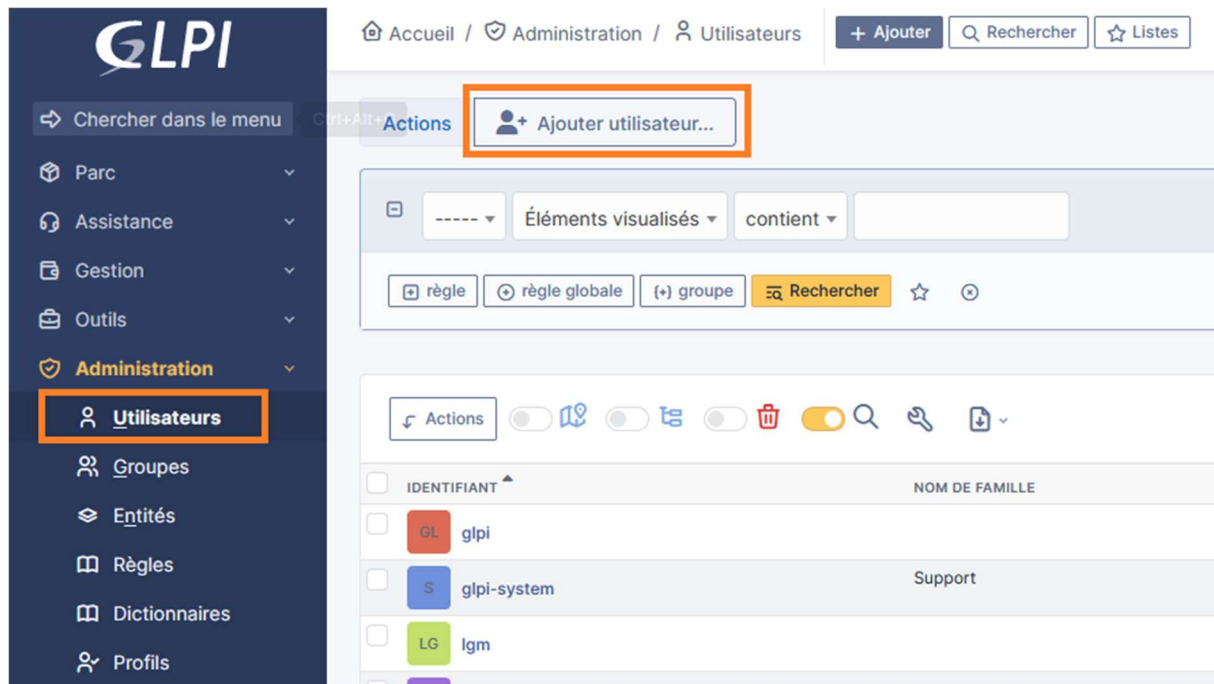 GLPI
Accueil / Administration / Utilisateurs + Ajouter Rechercher Listes
Chercher dans le menu Ctrl+Alt+G
Actions Ajouter utilisateur...
Parc
Assistance
Gestion
Outils
Administration
Utilisateurs
Groupes
Entités
Règles
Dictionnaires
Profils
----- Éléments visualisés contient
règle règle globale (+) groupe Rechercher
Actions
IDENTIFIANT NOM DE FAMILLE
GL glpi
S glpi-system Support
LG lgm